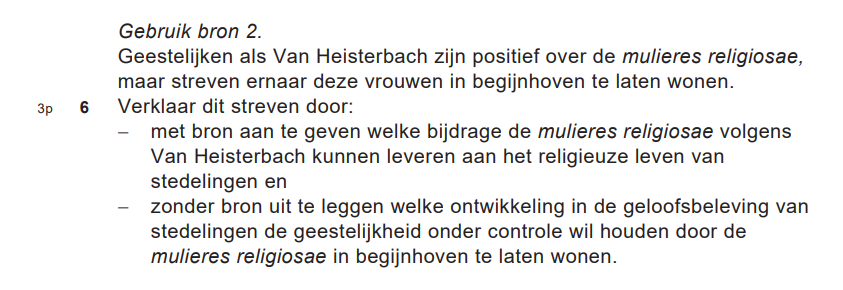 Gebruik bron 2.
Geestelijken als Van Heisterbach zijn positief over de mulieres religiosae,
maar streven ernaar deze vrouwen in begijnhoven te laten wonen.
3p 6 Verklaar dit streven door:
− met bron aan te geven welke bijdrage de mulieres religiosae volgens
Van Heisterbach kunnen leveren aan het religieuze leven van
stedelingen en
− zonder bron uit te leggen welke ontwikkeling in de geloofsbeleving van
stedelingen de geestelijkheid onder controle wil houden door de
mulieres religiosae in begijnhoven te laten wonen.